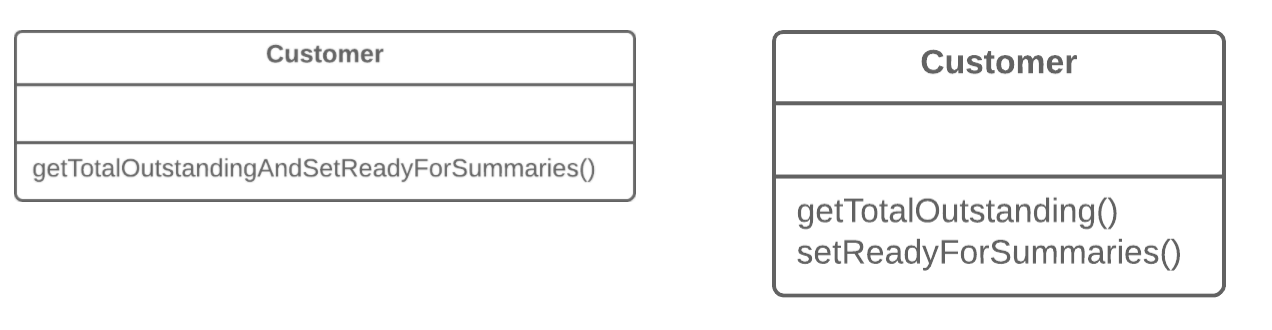 Customer
getTotalOutstandingAndSetReadyForSummaries()
Customer
getTotalOutstanding()
setReadyForSummaries()